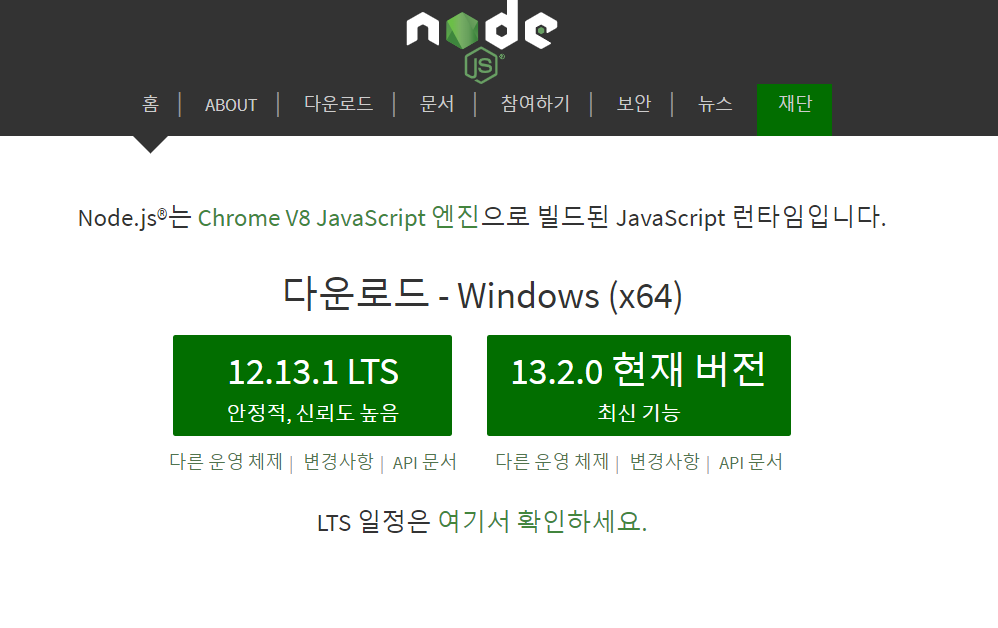 node
JS®
홈 | ABOUT | 다운로드 | 문서 | 참여하기 | 보안 | 뉴스 재단
Node.js®는 Chrome V8 JavaScript 엔진으로 빌드된 JavaScript 런타임입니다.
다운로드 - Windows (x64)
12.13.1 LTS
안정적, 신뢰도 높음
다른 운영 체제 | 변경사항 | API 문서
13.2.0 현재 버전
최신 기능
다른 운영 체제 | 변경사항 | API 문서
LTS 일정은 여기서 확인하세요.